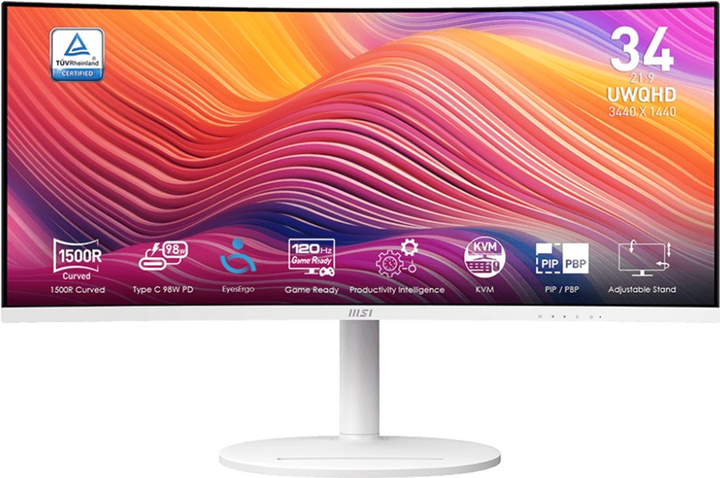 TÜVRheinland
CERTIFIED
34
21:9
UWQHD
3440 X 1440
1500R
Curved
1500R Curved
98W
Type C 98W PD
EyesErgo
120Hz
Game Ready
Game Ready
Productivity Intelligence
KVM
KVM
PIP PBP
PIP / PBP
Adjustable Stand
msi